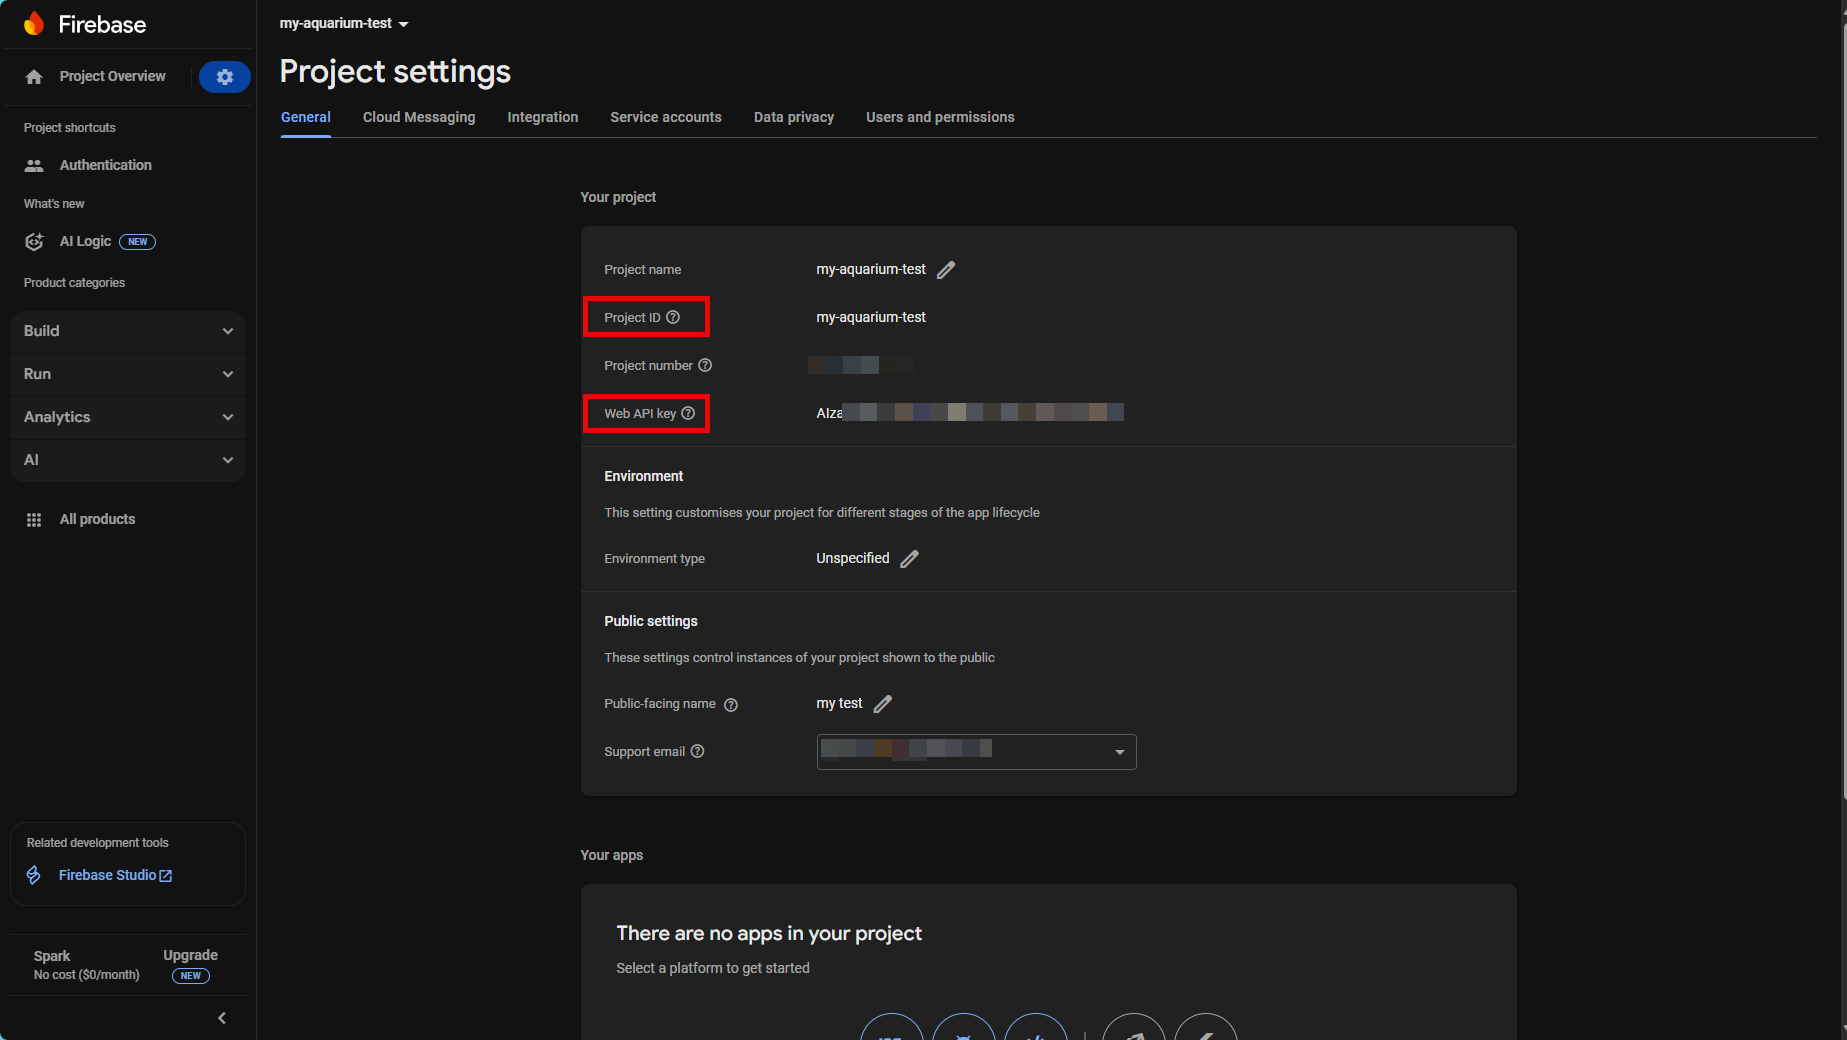 Firebase
my-aquarium-test
Project Overview
Project settings
General
Cloud Messaging
Integration
Service accounts
Data privacy
Users and permissions
Project shortcuts
Authentication
What's new
AI Logic NEW
Product categories
Build
Run
Analytics
AI
All products
Related development tools
Firebase Studio
Spark
No cost ($0/month)
Upgrade
NEW
Your project
Project name my-aquarium-test
Project ID my-aquarium-test
Project number
Web API key AIza
Environment
This setting customises your project for different stages of the app lifecycle
Environment type Unspecified
Public settings
These settings control instances of your project shown to the public
Public-facing name my test
Support email
Your apps
There are no apps in your project
Select a platform to get started